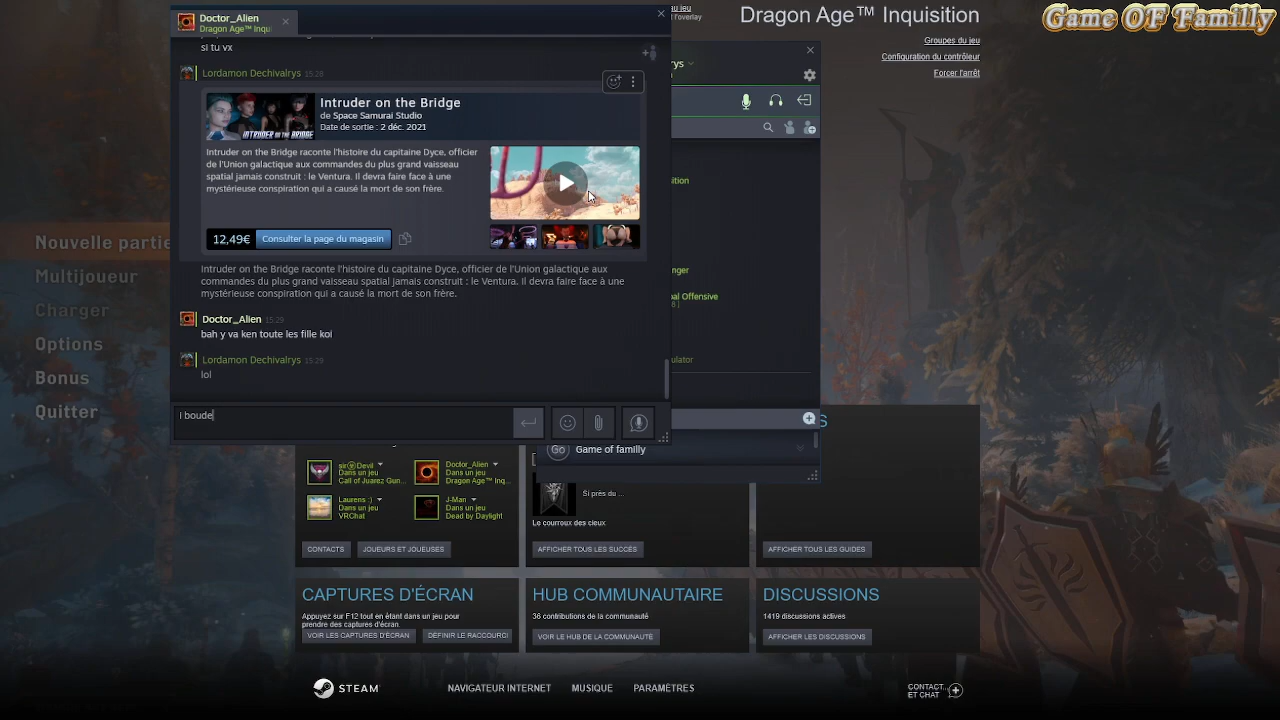 Doctor_Alien
Dragon Age™ Inqui
si tu vx
Lordamon Dechivalrys 15:28
Intruder on the Bridge
de Space Samurai Studio
Date de sortie : 2 déc. 2021
INTRUDER ON THE BRIDGE
Intruder on the Bridge raconte l'histoire du capitaine Dyce, officier
de l'Union galactique aux commandes du plus grand vaisseau
spatial jamais construit : le Ventura. Il devra faire face à une
mystérieuse conspiration qui a causé la mort de son frère.
12,49€ Consulter la page du magasin
Intruder on the Bridge raconte l'histoire du capitaine Dyce, officier de l'Union galactique aux
commandes du plus grand vaisseau spatial jamais construit : le Ventura. Il devra faire face à une
mystérieuse conspiration qui a causé la mort de son frère.
Doctor_Alien 15:29
bah y va ken toute les fille koi
Lordamon Dechivalrys 15:29
lol
l boude
Dragon Age™ Inquisition
Game OF Familly
Groupes du jeu
Configuration du contrôleur
Forcer l'arrêt
Nouvelle partie
Multijoueur
Charger
Options
Bonus
Quitter
Go Game of familly
Doctor_Alien
Dans un jeu
Dragon Age™ Inq...
Dans un jeu
Call of Juarez Gun...
Laurens :)
Dans un jeu
VRChat
J-Man
Dans un jeu
Dead by Daylight
CONTACTS
JOUEURS ET JOUEUSES
Si près du ...
Le courroux des cieux
AFFICHER TOUS LES SUCCÈS
AFFICHER TOUS LES GUIDES
CAPTURES D'ÉCRAN
Appuyez sur F12 tout en étant dans un jeu pour
prendre des captures d'écran.
VOIR LES CAPTURES D'ÉCRAN
DÉFINIR LE RACCOURCI
HUB COMMUNAUTAIRE
36 contributions de la communauté
VOIR LE HUB DE LA COMMUNAUTÉ
DISCUSSIONS
1419 discussions actives
AFFICHER LES DISCUSSIONS
STEAM
NAVIGATEUR INTERNET
MUSIQUE
PARAMÈTRES
CONTACT..
ET CHAT